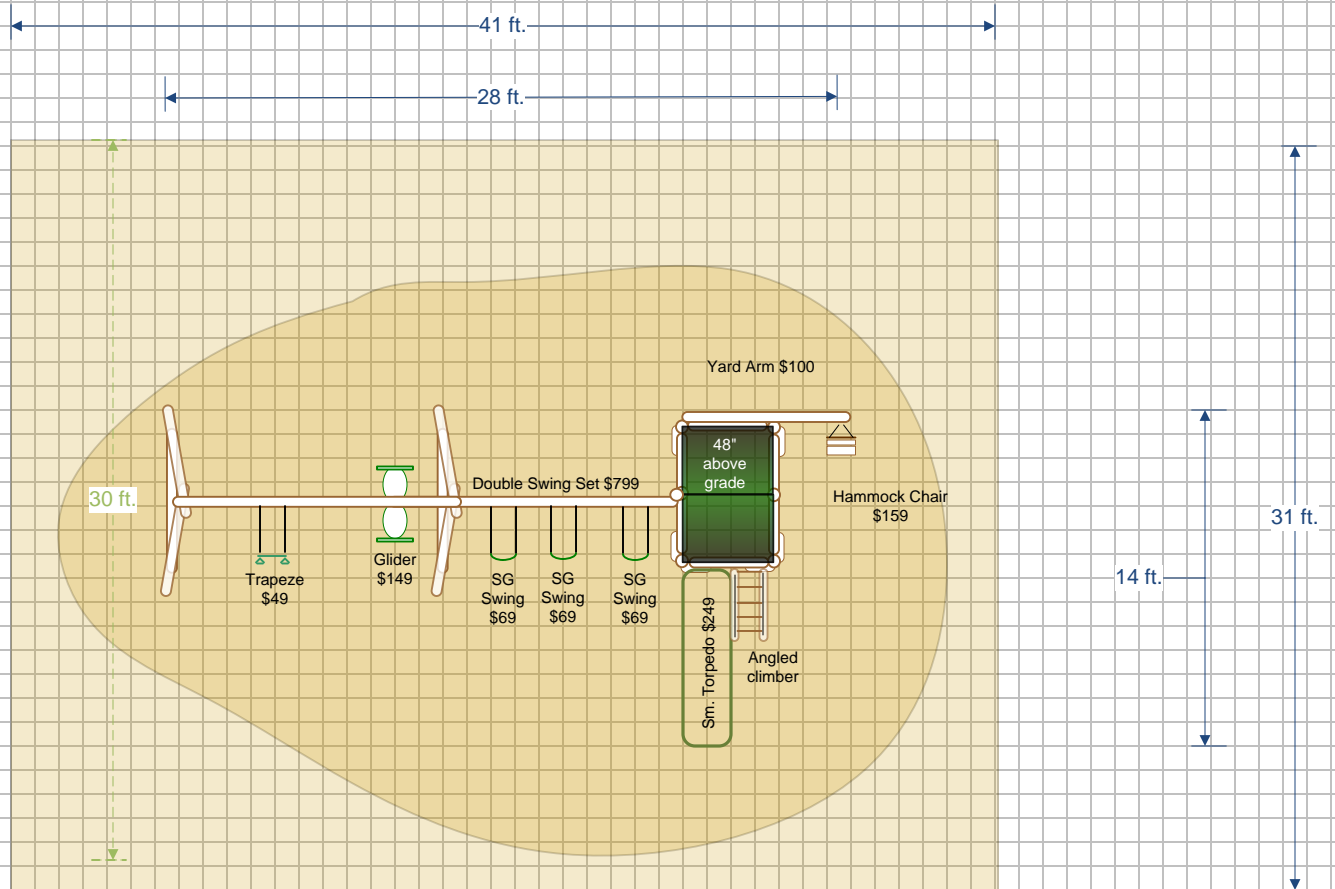 41 ft.
28 ft.
Yard Arm $100
48"
above
grade
Double Swing Set $799
30 ft.
Hammock Chair
$159
31 ft.
Glider
$149
Trapeze
$49
SG
Swing
$69
SG
Swing
$69
SG
Swing
$69
14 ft.
Sm. Torpedo $249
Angled
climber